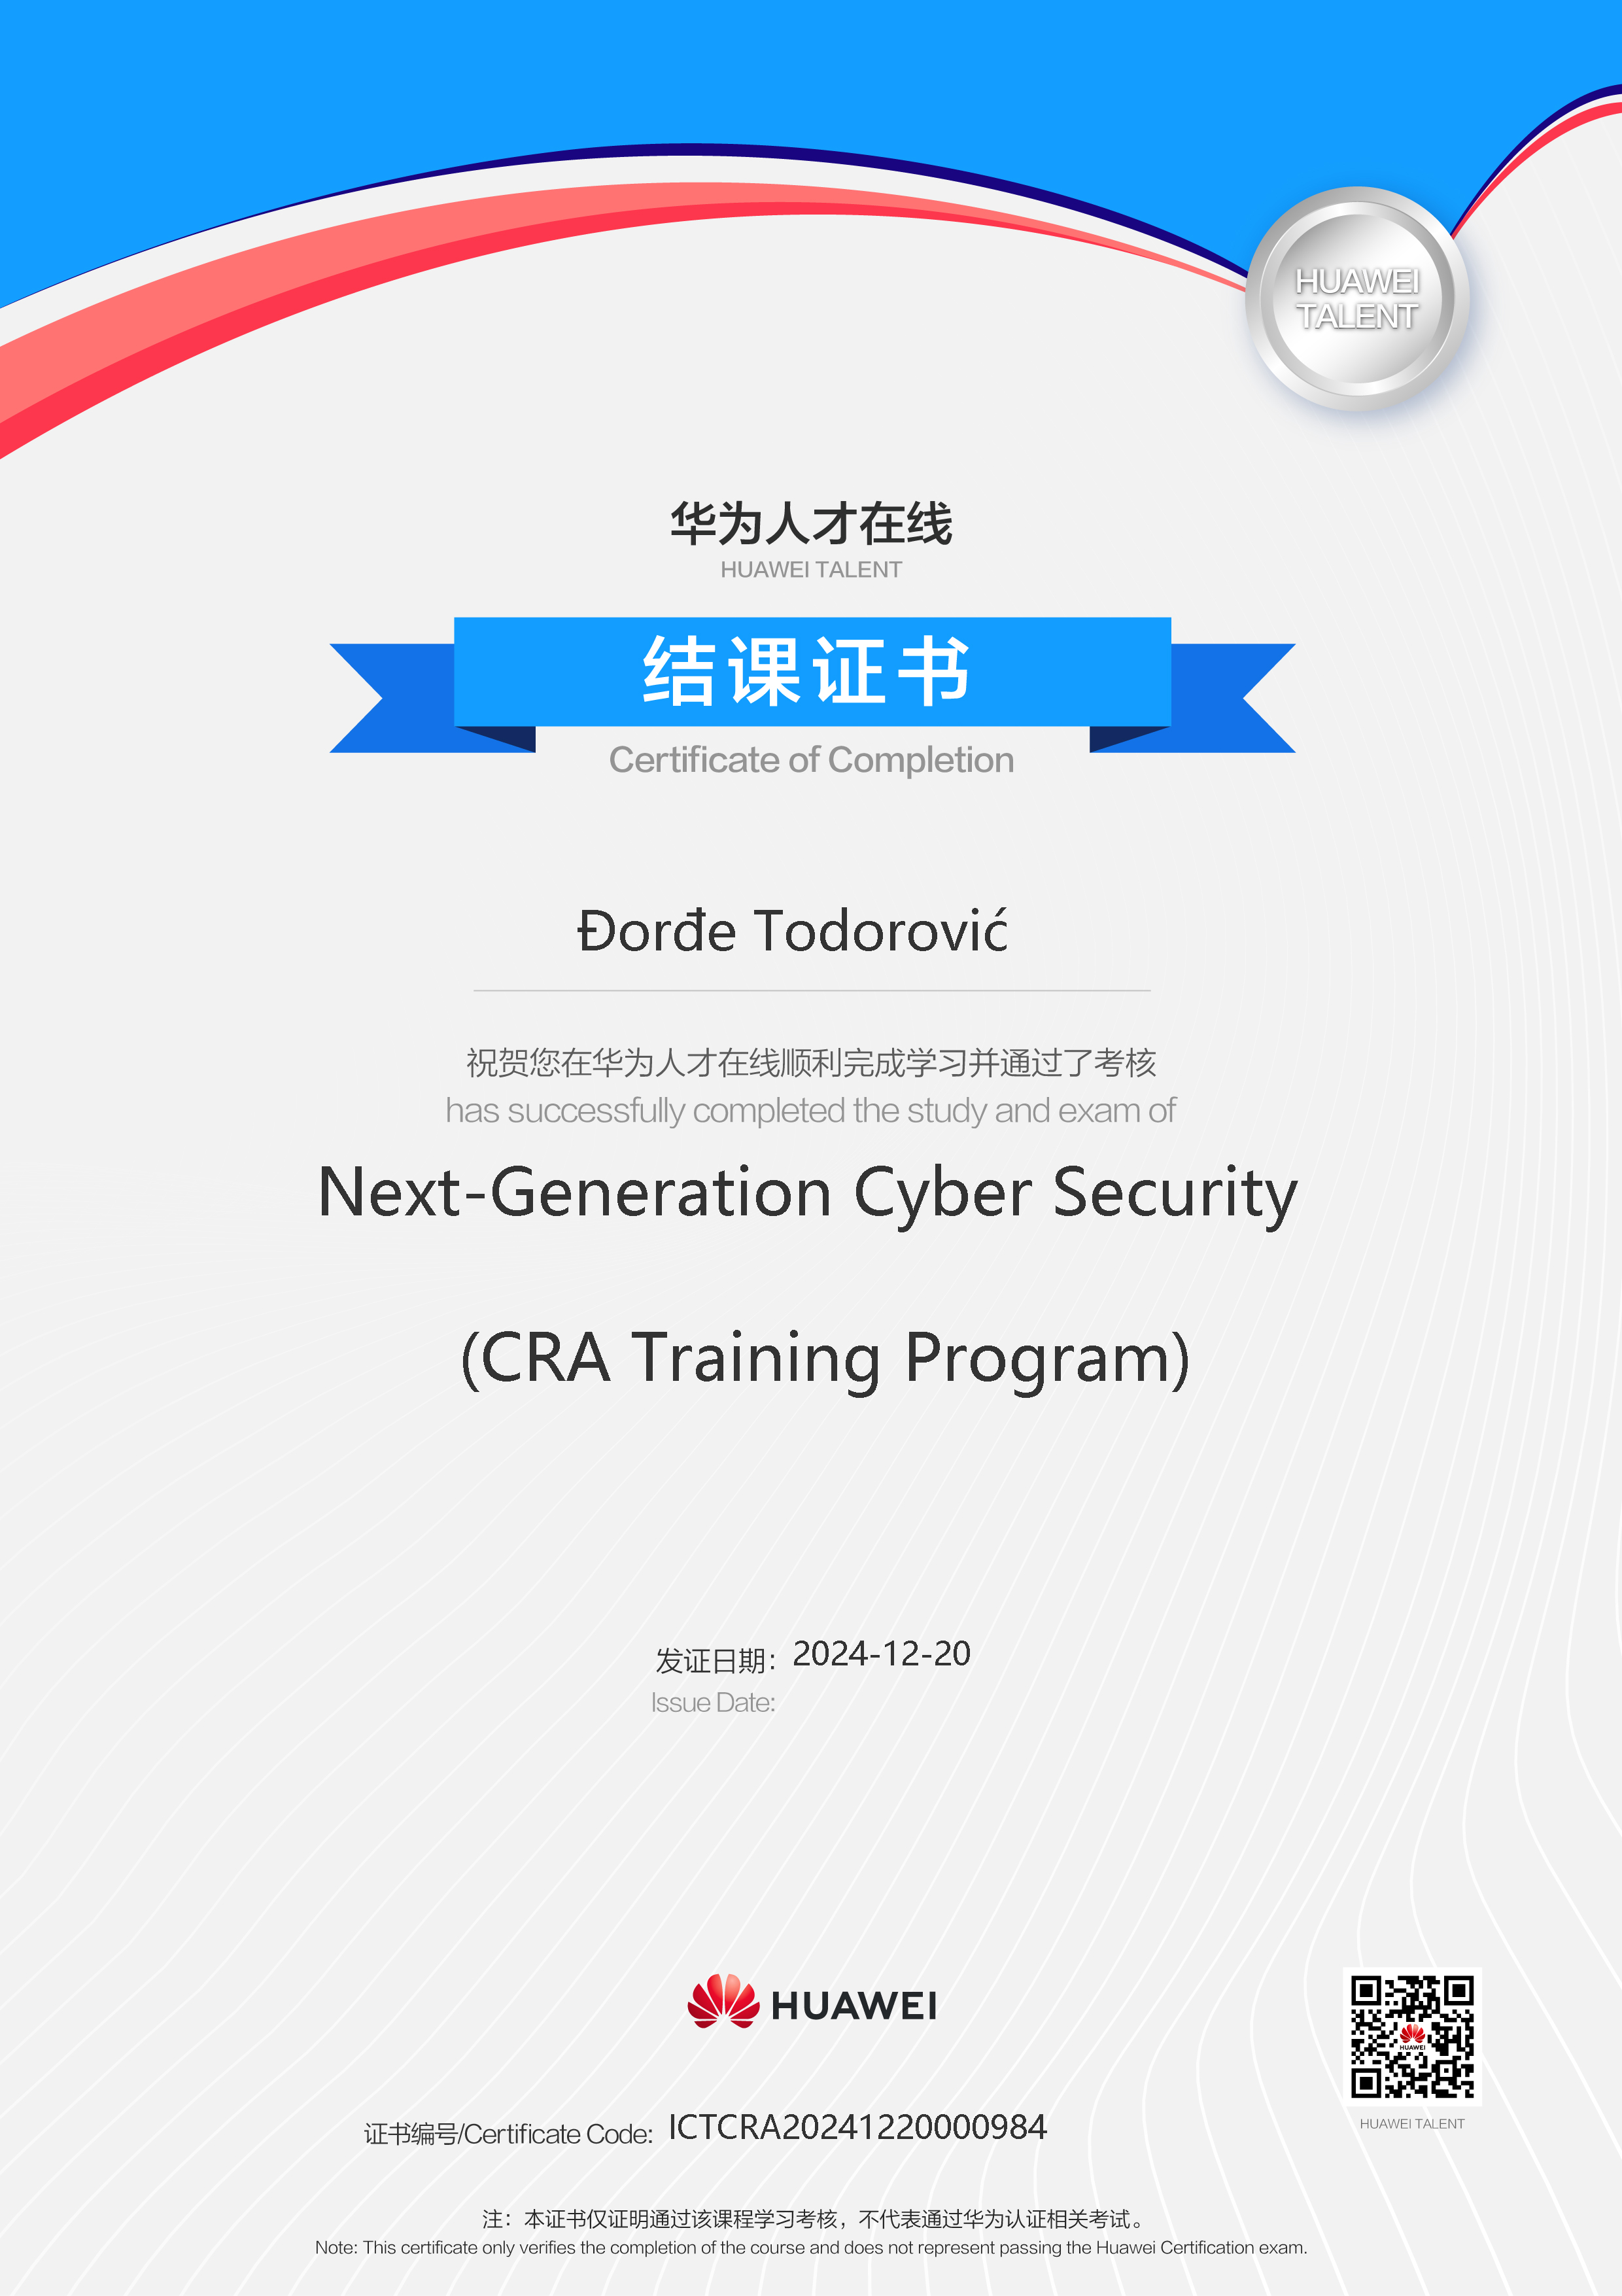 HUAWEI
TALENT
华为人才在线
HUAWEI TALENT
结课证书
Certificate of Completion
Đorđe Todorović
祝贺您在华为人才在线顺利完成学习并通过了考核
has successfully completed the study and exam of
Next-Generation Cyber Security
(CRA Training Program)
发证日期： 2024-12-20
Issue Date:
HUAWEI
HUAWEI
HUAWEI TALENT
证书编号/Certificate Code: ICTCRA20241220000984
注：本证书仅证明通过该课程学习考核，不代表通过华为认证相关考试。
Note: This certificate only verifies the completion of the course and does not represent passing the Huawei Certification exam.